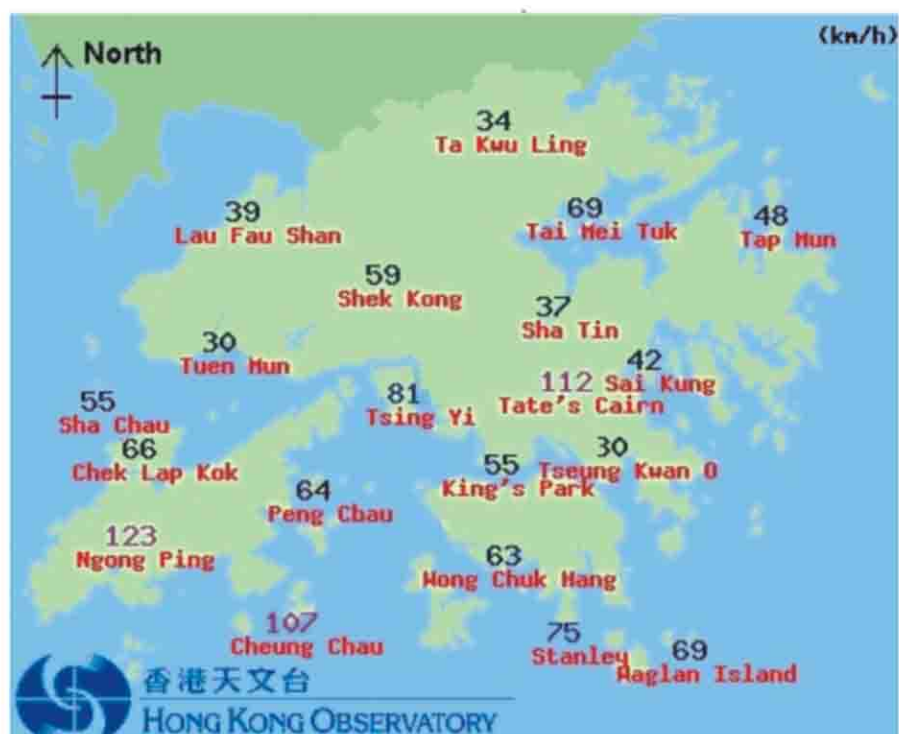 (km/h)
North
34
Ta Kwu Ling
39
Lau Fau Shan
69
Tai Mei Tuk
48
Tap Mun
59
Shek Kong
37
Sha Tin
30
Tuen Mun
42
Sai Kung
112
Tate's Cairn
81
Tsing Yi
55
Sha Chau
66
Chek Lap Kok
30
Tseung Kwan O
55
King's Park
64
Peng Chau
123
Ngong Ping
63
Wong Chuk Hang
107
Cheung Chau
75
Stanley
69
Waglan Island
香港天文台
HONG KONG OBSERVATORY